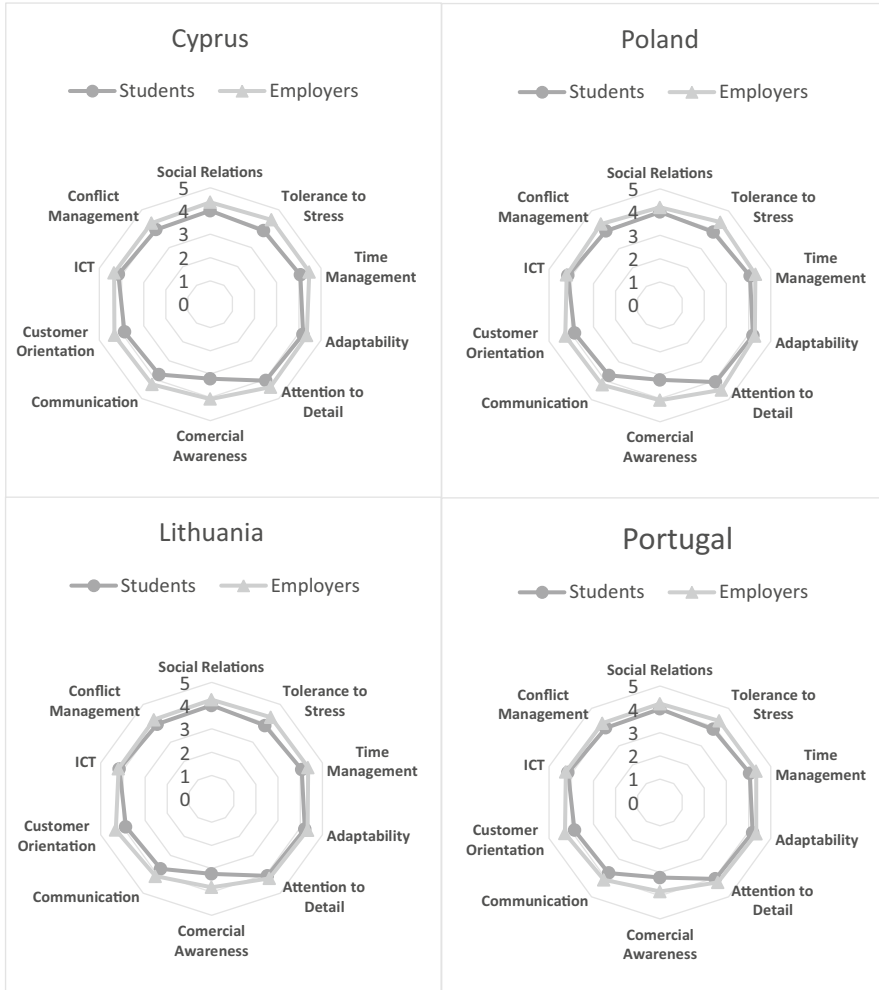 Cyprus
Students Employers
Social Relations
Tolerance to
Stress
Time
Management
Adaptability
Attention to
Detail
Comercial
Awareness
Communication
Customer
Orientation
ICT
Conflict
Management
5
4
3
2
1
0
Poland
Students Employers
Social Relations
Tolerance to
Stress
Time
Management
Adaptability
Attention to
Detail
Comercial
Awareness
Communication
Customer
Orientation
ICT
Conflict
Management
5
4
3
2
1
0
Lithuania
Students Employers
Social Relations
Tolerance to
Stress
Time
Management
Adaptability
Attention to
Detail
Comercial
Awareness
Communication
Customer
Orientation
ICT
Conflict
Management
5
4
3
2
1
0
Portugal
Students Employers
Social Relations
Tolerance to
Stress
Time
Management
Adaptability
Attention to
Detail
Comercial
Awareness
Communication
Customer
Orientation
ICT
Conflict
Management
5
4
3
2
1
0